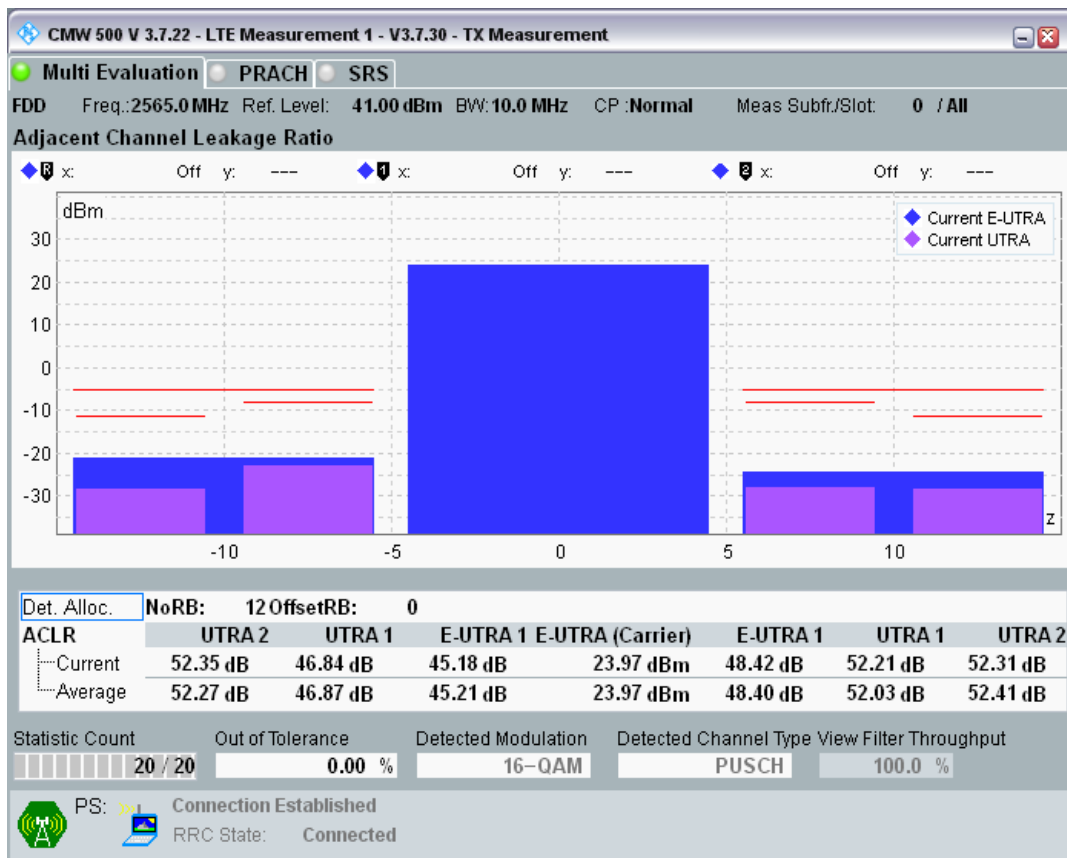 CMW 500 V 3.7.22 - LTE Measurement 1 - V3.7.30 - TX Measurement
Multi Evaluation PRACH SRS
FDD Freq.:2565.0 MHz Ref. Level: 41.00 dBm BW:10.0 MHz CP :Normal Meas Subfr./Slot: 0 / All
Adjacent Channel Leakage Ratio
R x: Off y: --- 1 x: Off y: --- 2 x: Off y: ---
dBm
Current E-UTRA
Current UTRA
30
20
10
0
-10
-20
-30
z
-10 -5 0 5 10
Det. Alloc. NoRB: 12 OffsetRB: 0
ACLR UTRA 2 UTRA 1 E-UTRA 1 E-UTRA (Carrier) E-UTRA 1 UTRA 1 UTRA 2
Current 52.35 dB 46.84 dB 45.18 dB 23.97 dBm 48.42 dB 52.21 dB 52.31 dB
Average 52.27 dB 46.87 dB 45.21 dB 23.97 dBm 48.40 dB 52.03 dB 52.41 dB
Statistic Count Out of Tolerance Detected Modulation Detected Channel Type View Filter Throughput
20 / 20 0.00 % 16-QAM PUSCH 100.0 %
PS: Connection Established
RRC State: Connected